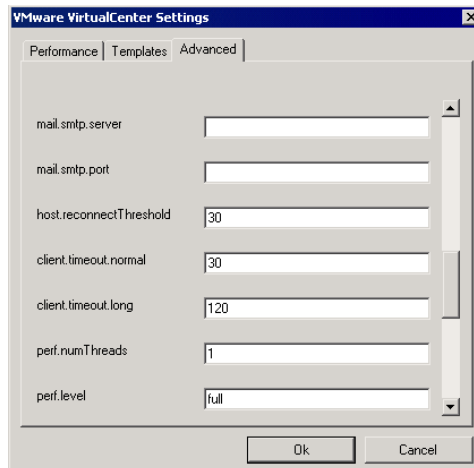 VMware VirtualCenter Settings
Performance Templates Advanced
mail.smtp.server
mail.smtp.port
host.reconnectThreshold 30
client.timeout.normal 30
client.timeout.long 120
perf.numThreads 1
perf.level full
Ok Cancel